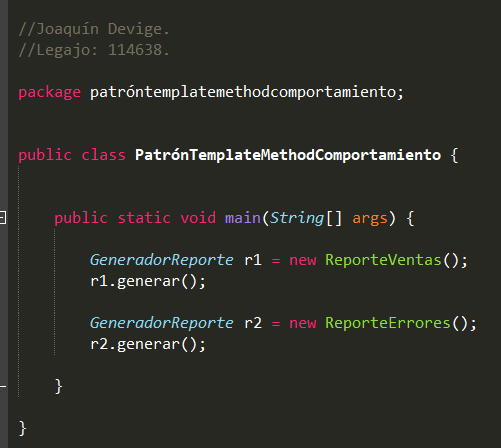 //Joaquín Devige.
//Legajo: 114638.
package patróntemplatemethodcomportamiento;
public class PatrónTemplateMethodComportamiento {
public static void main(String[] args) {
GeneradorReporte r1 = new ReporteVentas();
r1.generar();
GeneradorReporte r2 = new ReporteErrores();
r2.generar();
}
}